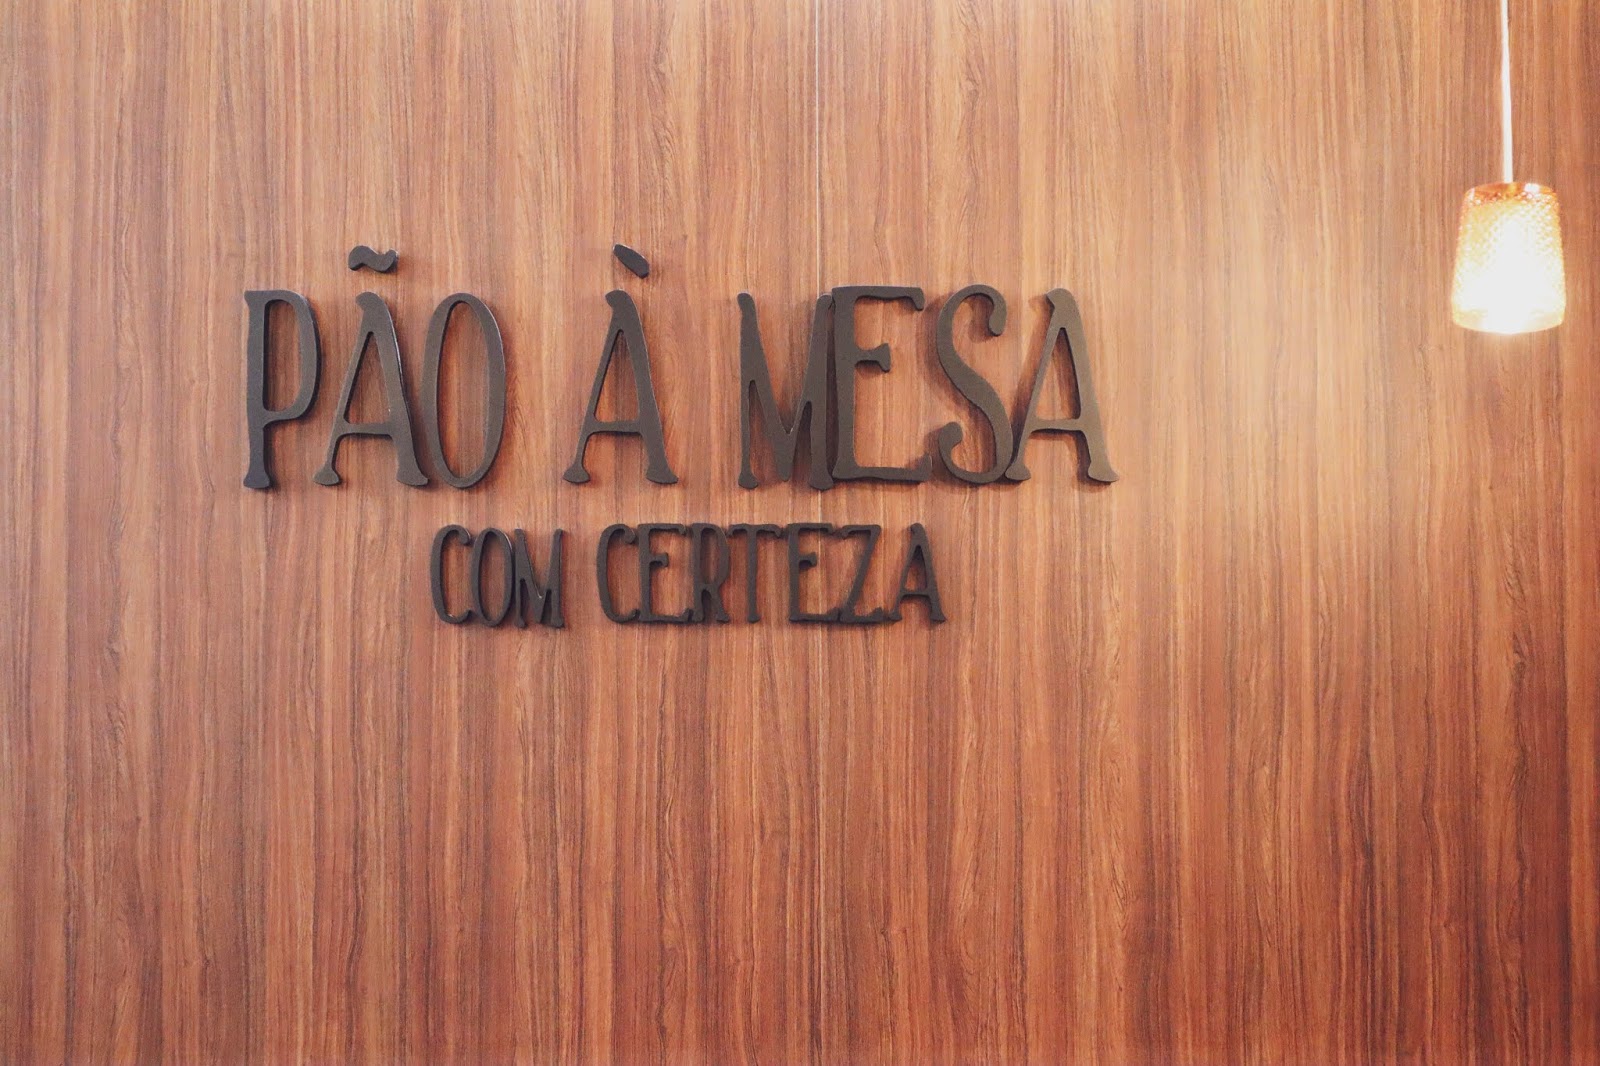 PÃO À MESA
COM CERTEZA